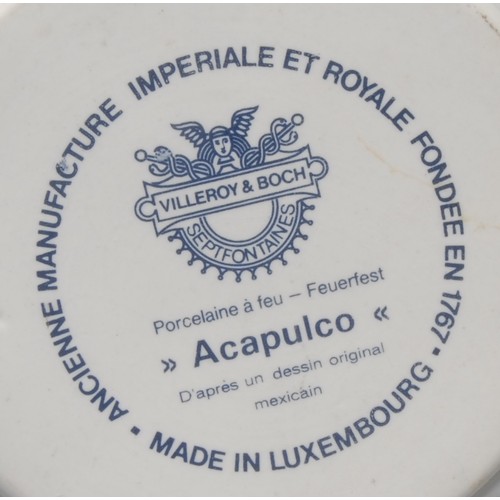 ANCIENNE MANUFACTURE IMPERIALE ET ROYALE FONDEE EN 1767 · MADE IN LUXEMBOURG ·
VILLEROY & BOCH
SEPTFONTAINES
Porcelaine à feu – Feuerfest
» Acapulco «
D'après un dessin original
mexicain